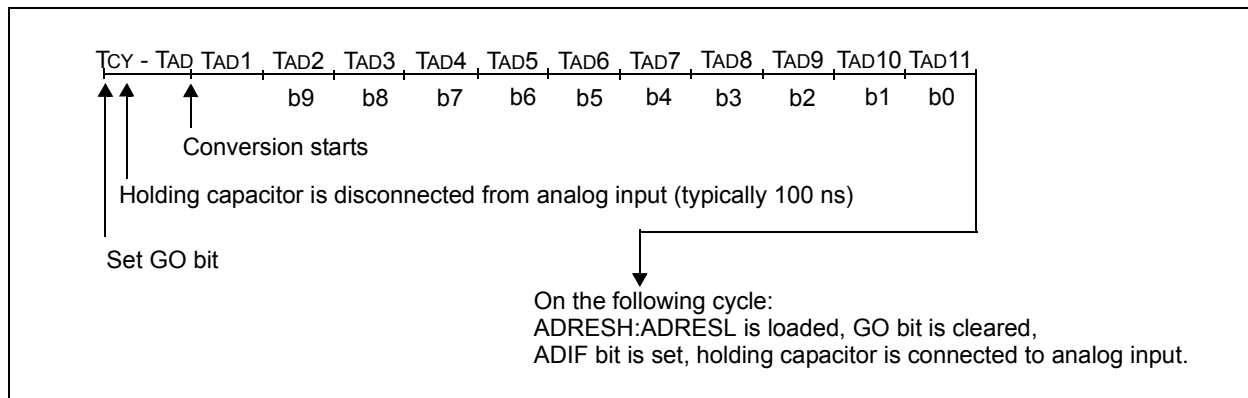 TCY - TAD TAD1 TAD2 TAD3 TAD4 TAD5 TAD6 TAD7 TAD8 TAD9 TAD10 TAD11
b9 b8 b7 b6 b5 b4 b3 b2 b1 b0
Conversion starts
Holding capacitor is disconnected from analog input (typically 100 ns)
Set GO bit
On the following cycle:
ADRESH:ADRESL is loaded, GO bit is cleared,
ADIF bit is set, holding capacitor is connected to analog input.